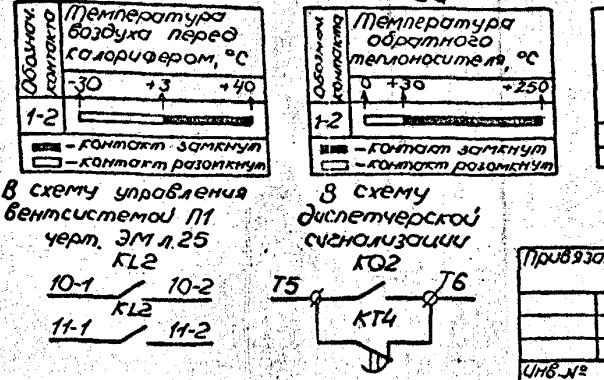 Обознач. контакта
Температура
воздуха перед
калорифером, °С
-30 +3 +40
1-2
- контакт замкнут
- контакт разомкнут
Обознач. контакта
Температура
обратного
теплоносителя, °С
0 +30 +250
1-2
- контакт замкнут
- контакт разомкнут
В схему управления
вентсистемой П1
черт. ЭМ л.25
KL2
10-1 10-2
KL2
11-1 11-2
В схему
диспетчерской
сигнализации
KQ2
T5 T6
KT4
Инв. №